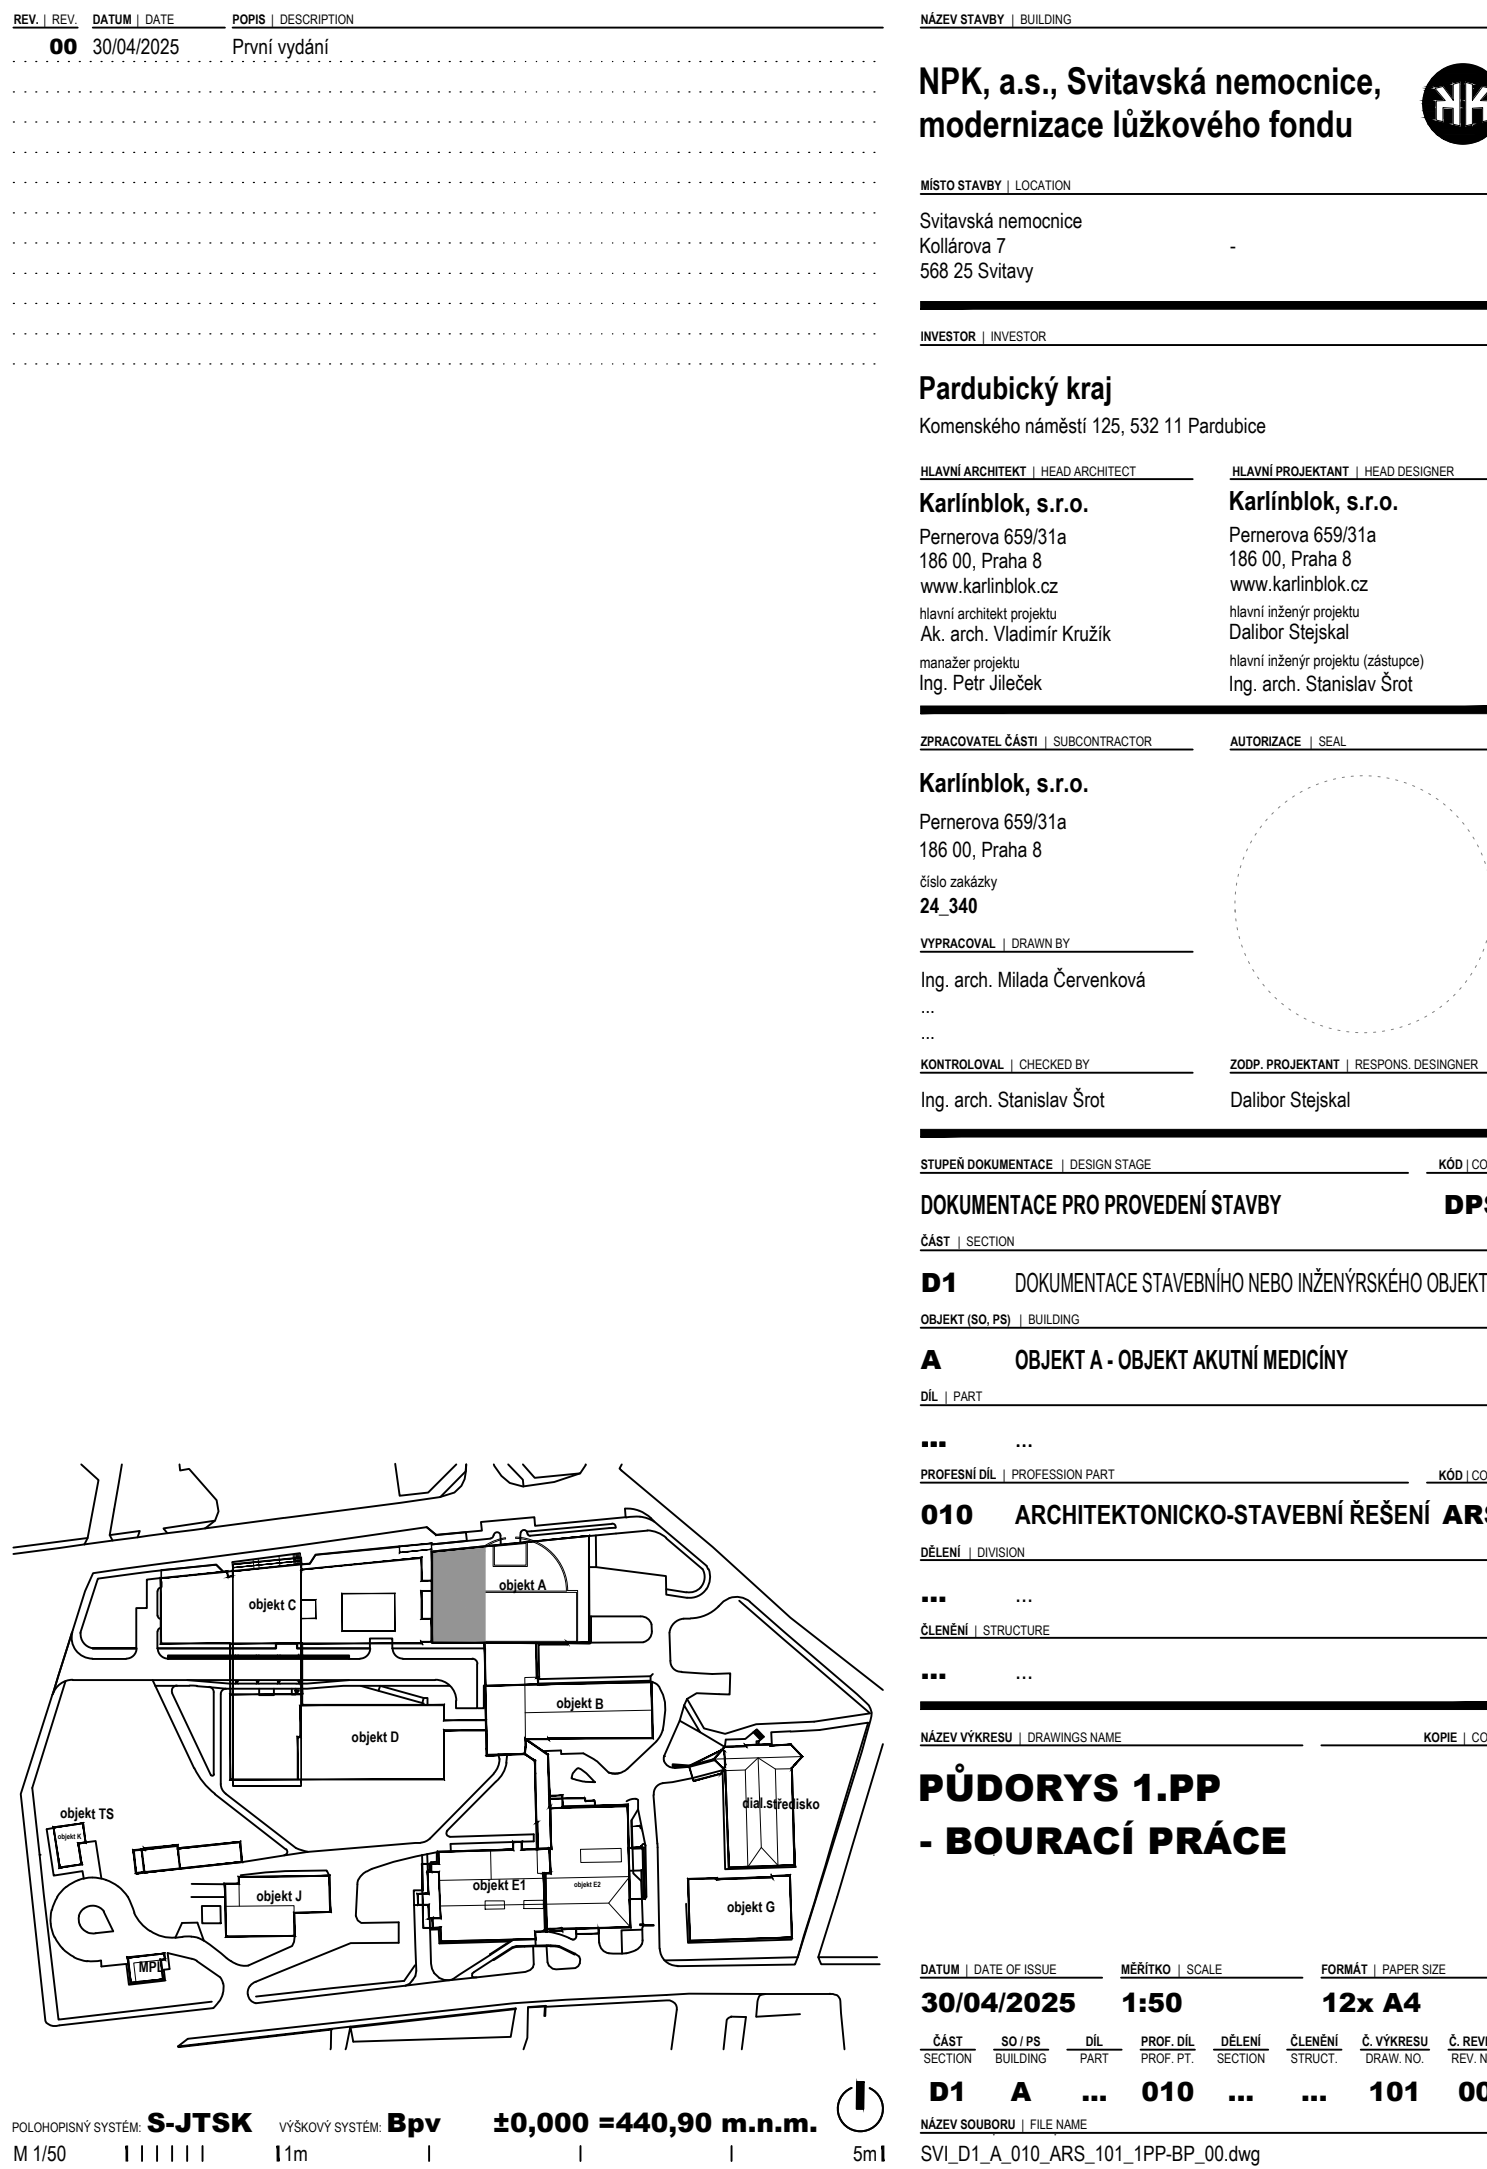 REV. | REV. DATUM | DATE POPIS | DESCRIPTION
00 30/04/2025 První vydání
NÁZEV STAVBY | BUILDING
NPK, a.s., Svitavská nemocnice,
modernizace lůžkového fondu
MÍSTO STAVBY | LOCATION
Svitavská nemocnice
Kollárova 7 -
568 25 Svitavy
INVESTOR | INVESTOR
Pardubický kraj
Komenského náměstí 125, 532 11 Pardubice
HLAVNÍ ARCHITEKT | HEAD ARCHITECT
Karlínblok, s.r.o.
Pernerova 659/31a
186 00, Praha 8
www.karlinblok.cz
hlavní architekt projektu
Ak. arch. Vladimír Kružík
manažer projektu
Ing. Petr Jileček
HLAVNÍ PROJEKTANT | HEAD DESIGNER
Karlínblok, s.r.o.
Pernerova 659/31a
186 00, Praha 8
www.karlinblok.cz
hlavní inženýr projektu
Dalibor Stejskal
hlavní inženýr projektu (zástupce)
Ing. arch. Stanislav Šrot
ZPRACOVATEL ČÁSTI | SUBCONTRACTOR
Karlínblok, s.r.o.
Pernerova 659/31a
186 00, Praha 8
číslo zakázky
24_340
AUTORIZACE | SEAL
VYPRACOVAL | DRAWN BY
Ing. arch. Milada Červenková
...
...
KONTROLOVAL | CHECKED BY
Ing. arch. Stanislav Šrot
ZODP. PROJEKTANT | RESPONS. DESINGNER
Dalibor Stejskal
STUPEŇ DOKUMENTACE | DESIGN STAGE KÓD | CO
DOKUMENTACE PRO PROVEDENÍ STAVBY DPS
ČÁST | SECTION
D1 DOKUMENTACE STAVEBNÍHO NEBO INŽENÝRSKÉHO OBJEKT
OBJEKT (SO, PS) | BUILDING
A OBJEKT A - OBJEKT AKUTNÍ MEDICÍNY
DÍL | PART
... ...
PROFESNÍ DÍL | PROFESSION PART KÓD | CO
010 ARCHITEKTONICKO-STAVEBNÍ ŘEŠENÍ ARS
DĚLENÍ | DIVISION
... ...
ČLENĚNÍ | STRUCTURE
... ...
NÁZEV VÝKRESU | DRAWINGS NAME KOPIE | CO
PŮDORYS 1.PP
- BOURACÍ PRÁCE
DATUM | DATE OF ISSUE MĚŘÍTKO | SCALE FORMÁT | PAPER SIZE
30/04/2025 1:50 12x A4
ČÁST SO / PS DÍL PROF. DÍL DĚLENÍ ČLENĚNÍ Č. VÝKRESU Č. REVI
SECTION BUILDING PART PROF. PT. SECTION STRUCT. DRAW. NO. REV. N
D1 A ... 010 ... ... 101 00
NÁZEV SOUBORU | FILE NAME
SVI_D1_A_010_ARS_101_1PP-BP_00.dwg
objekt A
objekt C
objekt B
objekt D
dial.středisko
objekt TS
objekt K
objekt E1
objekt E2
objekt J
objekt G
MPL
POLOHOPISNÝ SYSTÉM: S-JTSK VÝŠKOVÝ SYSTÉM: Bpv ±0,000 =440,90 m.n.m.
M 1/50 1m 5m